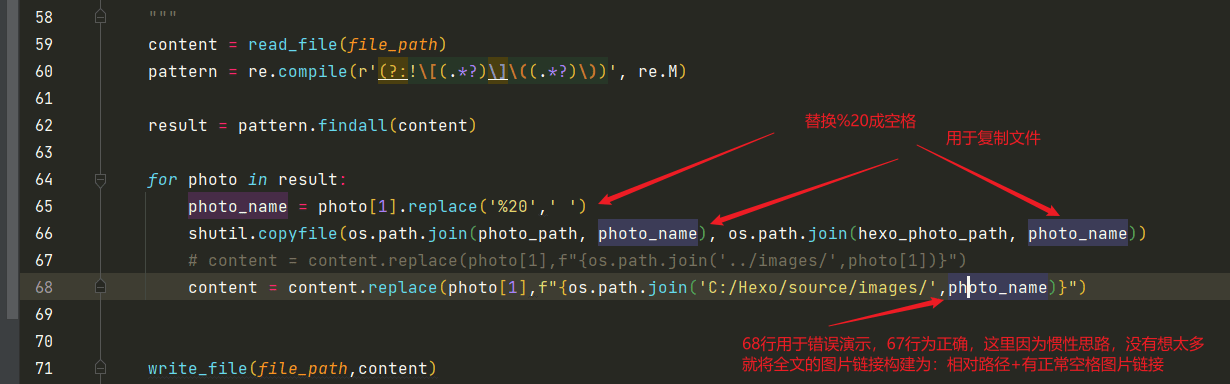 58 """
59 content = read_file(file_path)
60 pattern = re.compile(r'(?:!\[(.*?)\]\((.*?)\))', re.M)
61
62 result = pattern.findall(content)
63
替换%20成空格
用于复制文件
64 for photo in result:
65 photo_name = photo[1].replace('%20',' ')
66 shutil.copyfile(os.path.join(photo_path, photo_name), os.path.join(hexo_photo_path, photo_name))
67 # content = content.replace(photo[1],f"{os.path.join('../images/',photo[1])}")
68 content = content.replace(photo[1],f"{os.path.join('C:/Hexo/source/images/',photo_name)}")
69
70
68行用于错误演示，67行为正确，这里因为惯性思路，没有想太多
就将全文的图片链接构建为：相对路径+有正常空格图片链接
71 write_file(file_path,content)